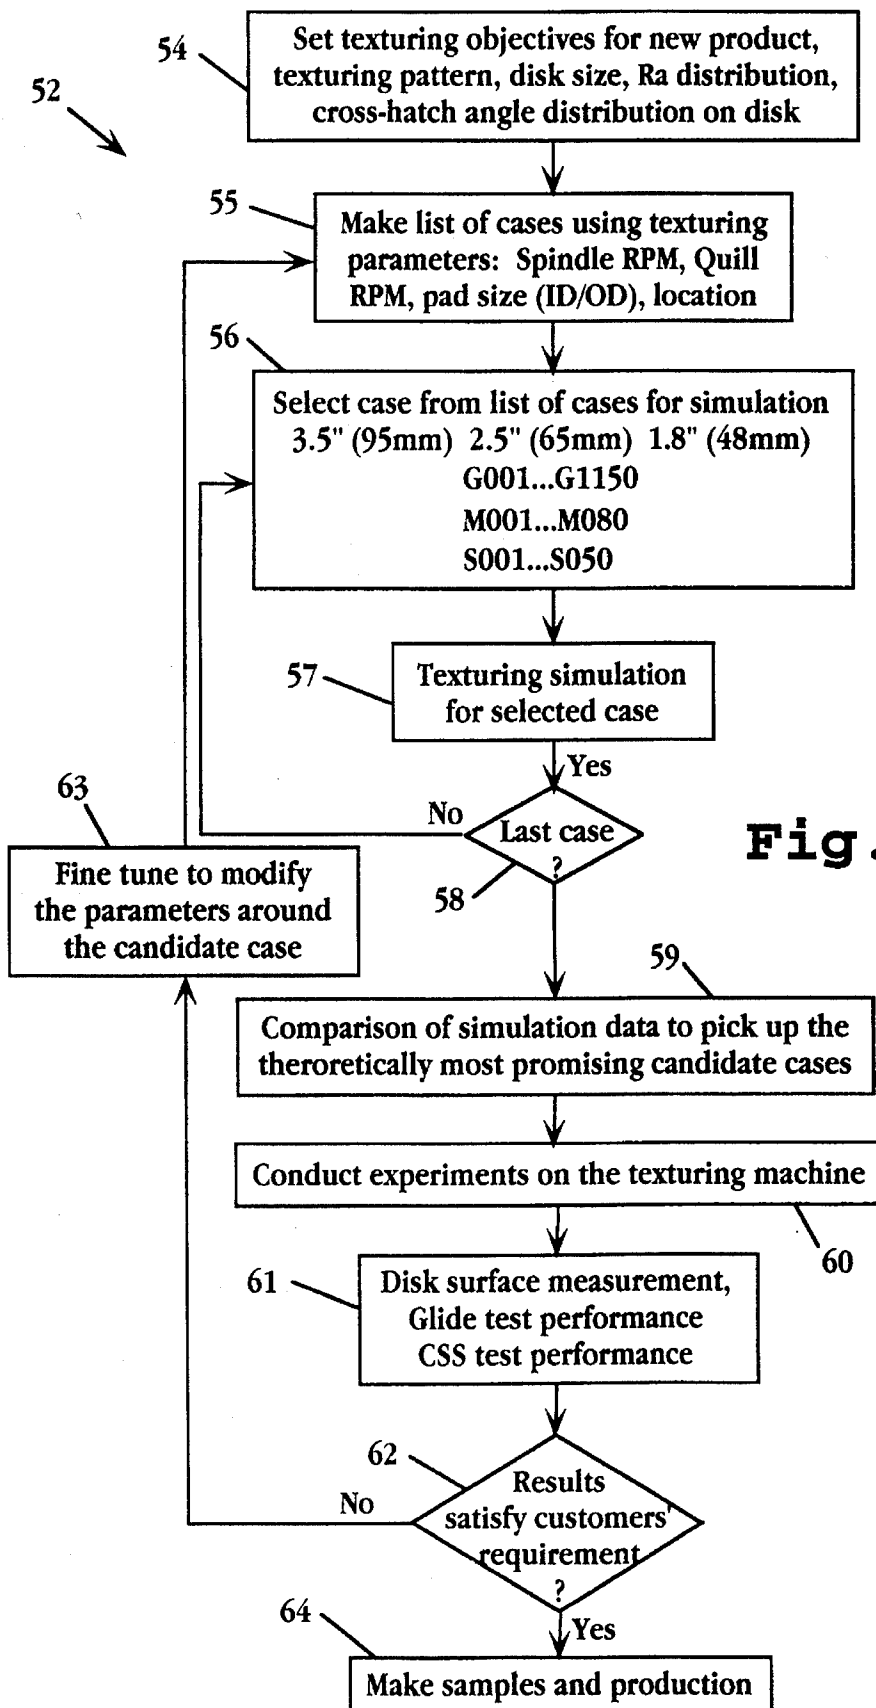 54
Set texturing objectives for new product,
texturing pattern, disk size, Ra distribution,
cross-hatch angle distribution on disk
52
55
Make list of cases using texturing
parameters: Spindle RPM, Quill
RPM, pad size (ID/OD), location
56
Select case from list of cases for simulation
3.5" (95mm) 2.5" (65mm) 1.8" (48mm)
G001...G1150
M001...M080
S001...S050
57
Texturing simulation
for selected case
Yes
No
Last case
?
58
Fig.
63
Fine tune to modify
the parameters around
the candidate case
59
Comparison of simulation data to pick up the
theroretically most promising candidate cases
Conduct experiments on the texturing machine
60
61
Disk surface measurement,
Glide test performance
CSS test performance
62
No
Results
satisfy customers'
requirement
?
Yes
64
Make samples and production